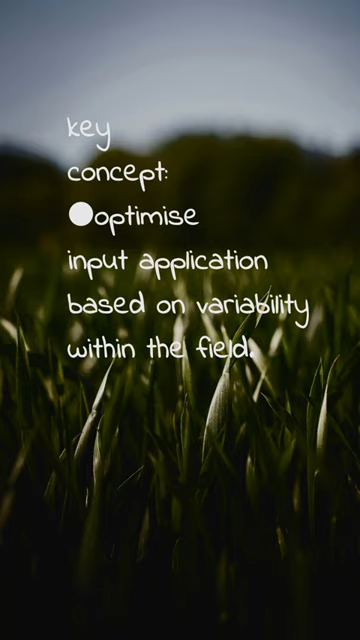 key
concept:
●optimise
input application
based on variability
within the field.